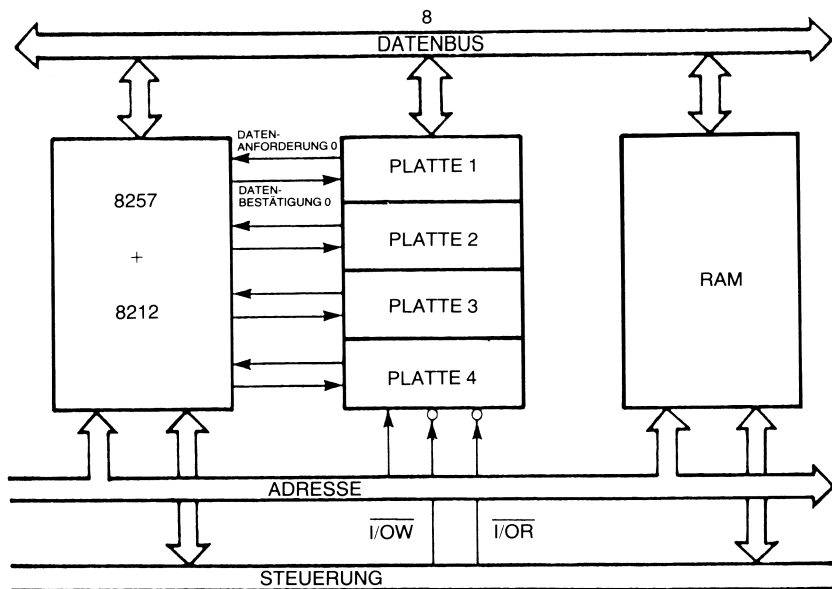 8
DATENBUS
DATEN-
ANFORDERUNG 0
DATEN-
BESTÄTIGUNG 0
8257
+
8212
PLATTE 1
PLATTE 2
PLATTE 3
PLATTE 4
RAM
ADRESSE
I/OW
I/OR
STEUERUNG